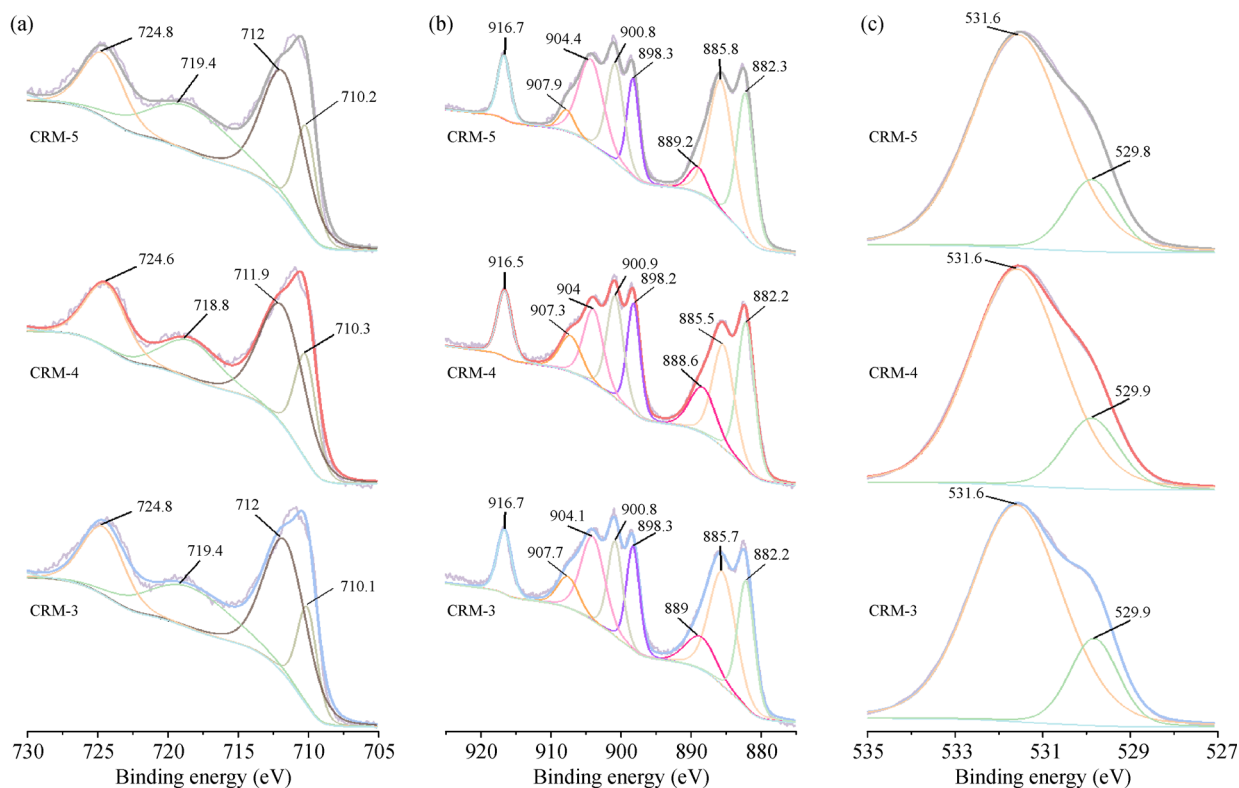 (a)
724.8
719.4
712
710.2
CRM-5
724.6
718.8
711.9
710.3
CRM-4
724.8
719.4
712
710.1
CRM-3
730 725 720 715 710 705
Binding energy (eV)
(b)
916.7
904.4
900.8
898.3
885.8
882.3
907.9
889.2
CRM-5
916.5
904
900.9
898.2
882.2
907.3
885.5
888.6
CRM-4
916.7
904.1
900.8
898.3
885.7
882.2
907.7
889
CRM-3
920 910 900 890 880
Binding energy (eV)
(c)
531.6
529.8
CRM-5
531.6
529.9
CRM-4
531.6
529.9
CRM-3
535 533 531 529 527
Binding energy (eV)